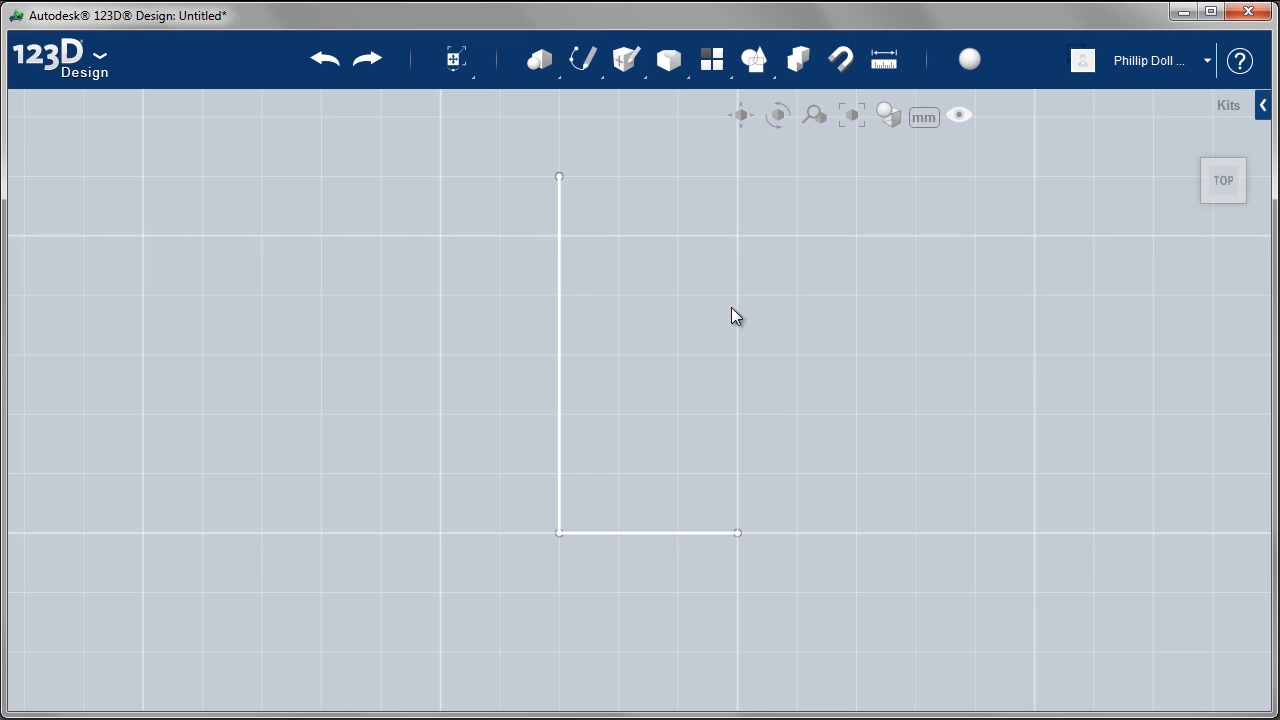 Autodesk® 123D® Design: Untitled*
123D
Design
Phillip Doll ...
?
mm
Kits
TOP